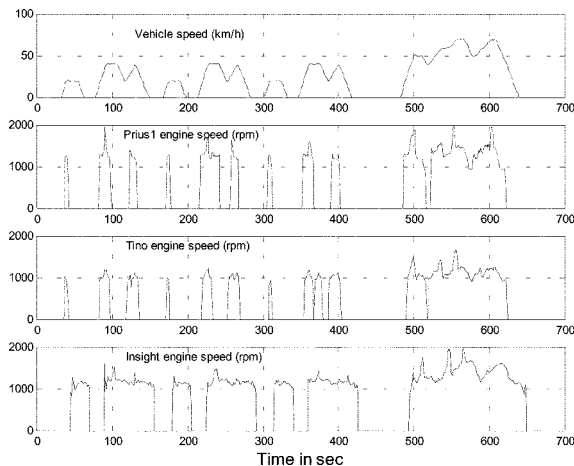 100
Vehicle speed (km/h)
50
0
0 100 200 300 400 500 600 700
2000
Prius1 engine speed (rpm)
1000
0
0 100 200 300 400 500 600 700
2000
Tino engine speed (rpm)
1000
0
0 100 200 300 400 500 600 700
2000
Insight engine speed (rpm)
1000
0
0 100 200 300 400 500 600 700
Time in sec